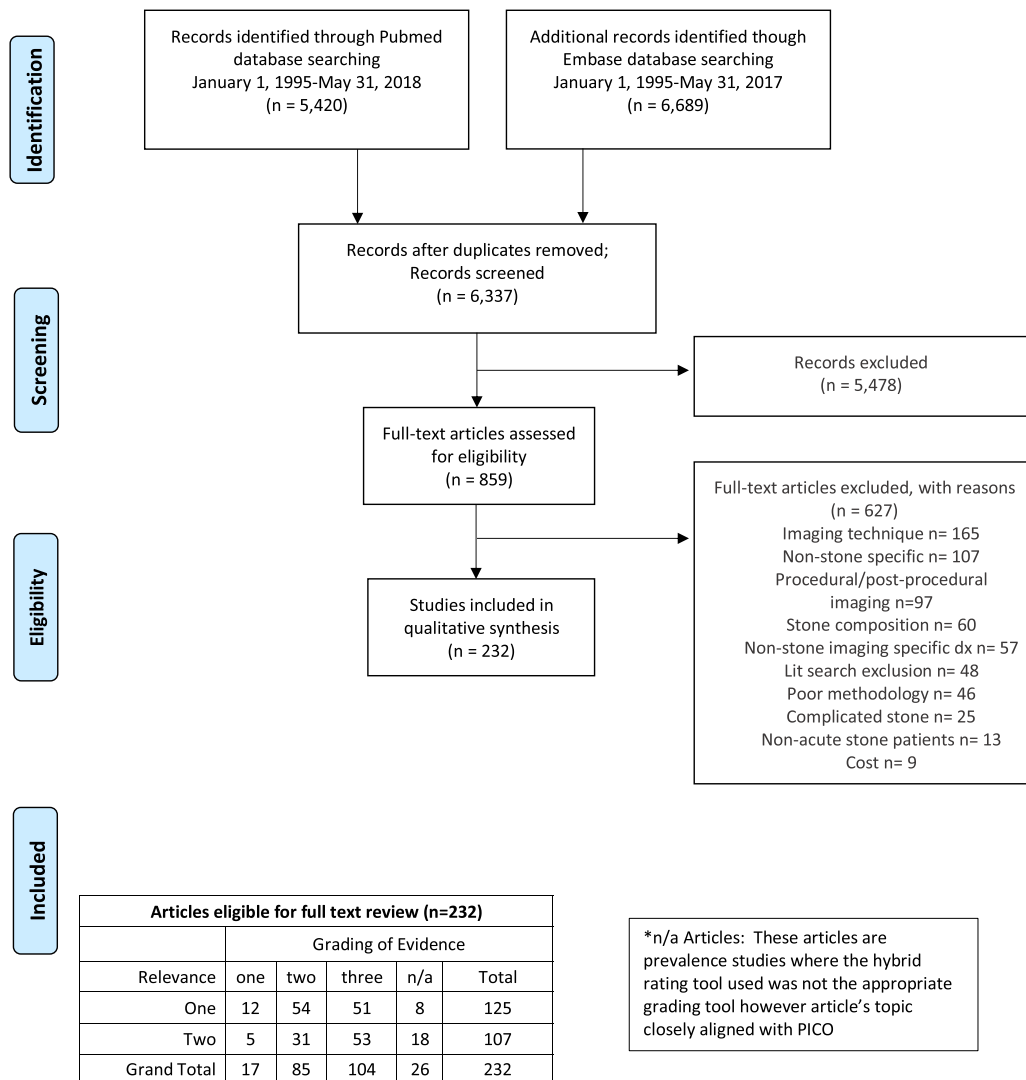 Identification
Records identified through Pubmed
database searching
January 1, 1995-May 31, 2018
(n = 5,420)
Additional records identified though
Embase database searching
January 1, 1995-May 31, 2017
(n = 6,689)
Records after duplicates removed;
Records screened
(n = 6,337)
Screening
Records excluded
(n = 5,478)
Full-text articles assessed
for eligibility
(n = 859)
Full-text articles excluded, with reasons
(n = 627)
Imaging technique n= 165
Non-stone specific n= 107
Procedural/post-procedural
imaging n=97
Stone composition n= 60
Non-stone imaging specific dx n= 57
Lit search exclusion n= 48
Poor methodology n= 46
Complicated stone n= 25
Non-acute stone patients n= 13
Cost n= 9
Eligibility
Studies included in
qualitative synthesis
(n = 232)
Included
Articles eligible for full text review (n=232)
Grading of Evidence
Relevance one two three n/a Total
One 12 54 51 8 125
Two 5 31 53 18 107
Grand Total 17 85 104 26 232
*n/a Articles: These articles are
prevalence studies where the hybrid
rating tool used was not the appropriate
grading tool however article's topic
closely aligned with PICO